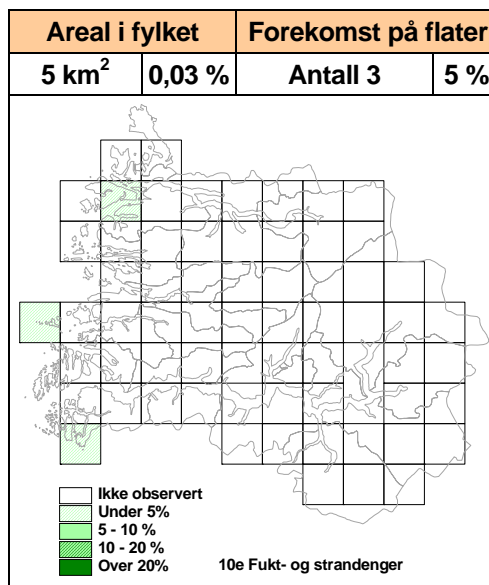 Areal i fylket Forekomst på flater
5 km² 0,03 % Antall 3 5 %
Ikke observert
Under 5%
5 - 10 %
10 - 20 %
Over 20%
10e Fukt- og strandenger